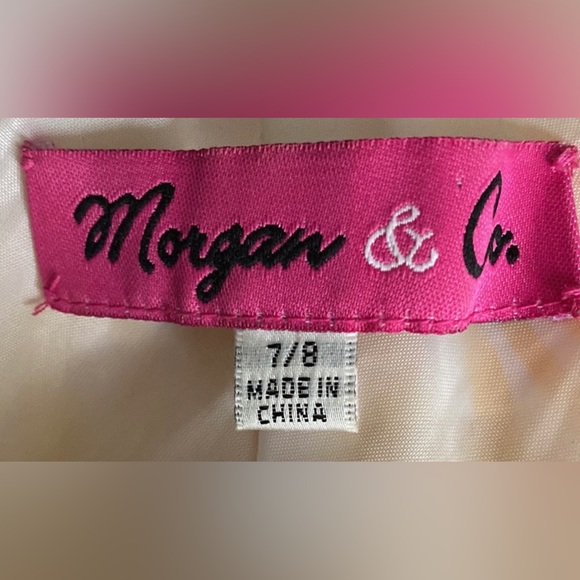 Morgan & Co.
7/8
MADE IN
CHINA